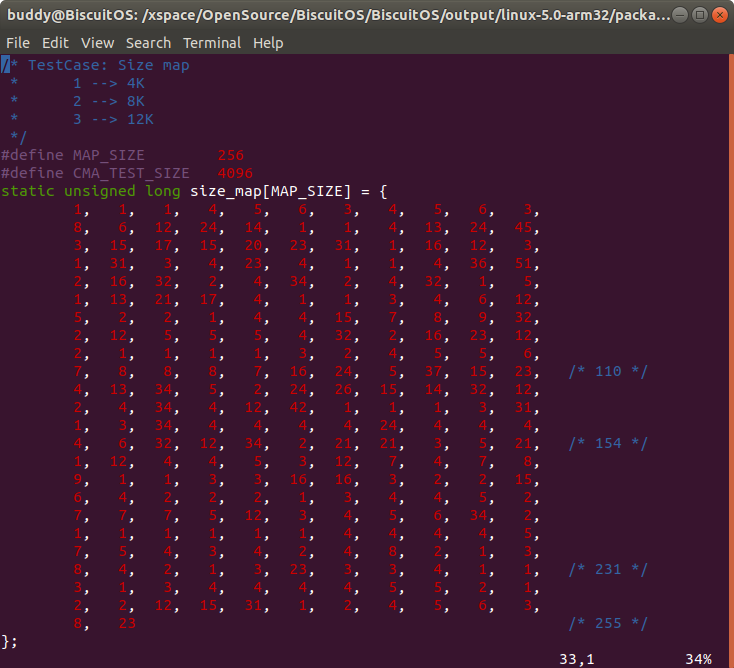 buddy@BiscuitOS: /xspace/OpenSource/BiscuitOS/BiscuitOS/output/linux-5.0-arm32/packa...
File Edit View Search Terminal Help
/* TestCase: Size map
 *      1 --> 4K
 *      2 --> 8K
 *      3 --> 12K
 */
#define MAP_SIZE        256
#define CMA_TEST_SIZE   4096
static unsigned long size_map[MAP_SIZE] = {
        1,   1,   1,   4,   5,   6,   3,   4,   5,   6,   3,
        8,   6,  12,  24,  14,   1,   1,   4,  13,  24,  45,
        3,  15,  17,  15,  20,  23,  31,   1,  16,  12,   3,
        1,  31,   3,   4,  23,   4,   1,   1,   4,  36,  51,
        2,  16,  32,   2,   4,  34,   2,   4,  32,   1,   5,
        1,  13,  21,  17,   4,   1,   1,   3,   4,   6,  12,
        5,   2,   2,   1,   4,   4,  15,   7,   8,   9,  32,
        2,  12,   5,   5,   5,   4,  32,   2,  16,  23,  12,
        2,   1,   1,   1,   1,   3,   2,   4,   5,   5,   6,
        7,   8,   8,   8,   7,  16,  24,   5,  37,  15,  23,   /* 110 */
        4,  13,  34,   5,   2,  24,  26,  15,  14,  32,  12,
        2,   4,  34,   4,  12,  42,   1,   1,   1,   3,  31,
        1,   3,  34,   4,   4,   4,   4,  24,   4,   4,   4,
        4,   6,  32,  12,  34,   2,  21,  21,   3,   5,  21,   /* 154 */
        1,  12,   4,   4,   5,   3,  12,   7,   4,   7,   8,
        9,   1,   1,   3,   3,  16,  16,   3,   2,   2,  15,
        6,   4,   2,   2,   2,   1,   3,   4,   4,   5,   2,
        7,   7,   7,   5,  12,   3,   4,   5,   6,  34,   2,
        1,   1,   1,   1,   1,   1,   4,   4,   4,   4,   5,
        7,   5,   4,   3,   4,   2,   4,   8,   2,   1,   3,
        8,   4,   2,   1,   3,  23,   3,   3,   4,   1,   1,   /* 231 */
        3,   1,   3,   4,   4,   4,   4,   5,   5,   2,   1,
        2,   2,  12,  15,  31,   1,   2,   4,   5,   6,   3,
        8,  23                                                /* 255 */
};
33,1          34%